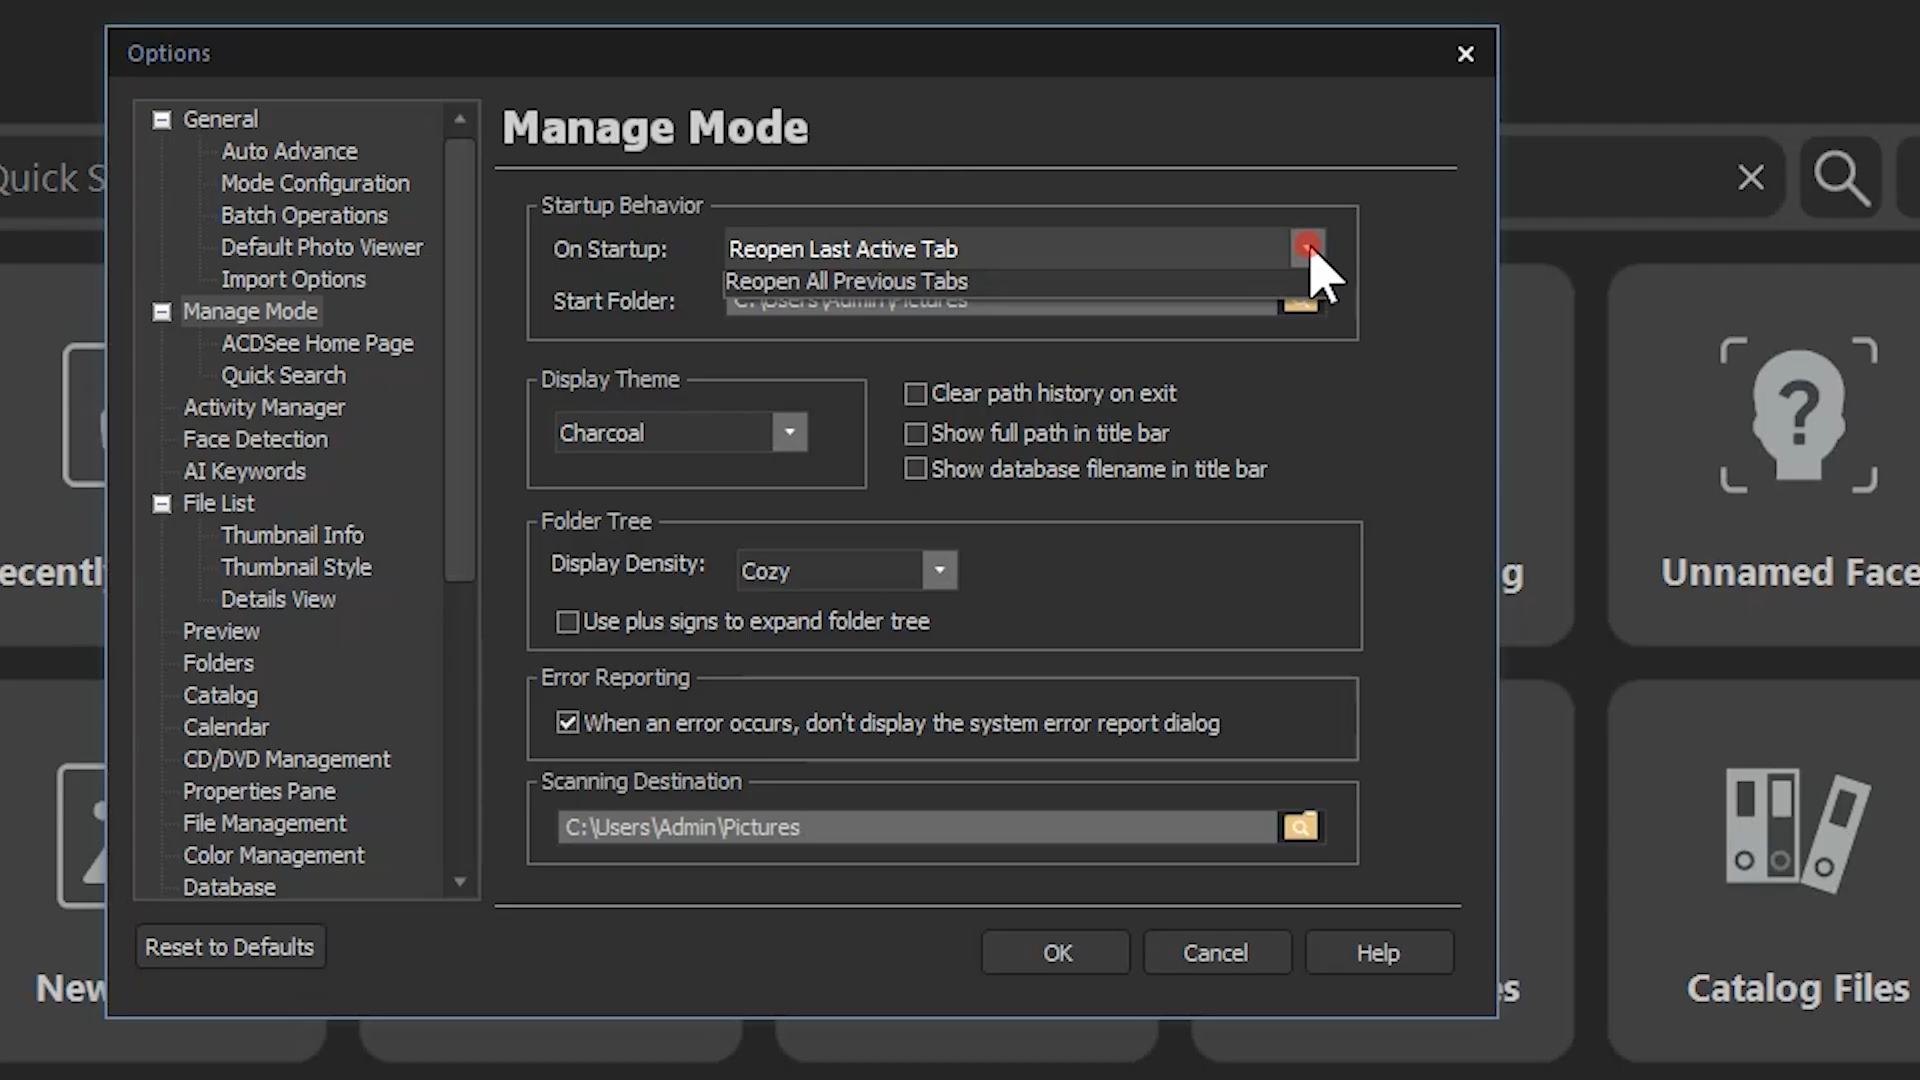 Options
General
Auto Advance
Mode Configuration
Batch Operations
Default Photo Viewer
Import Options
Manage Mode
ACDSee Home Page
Quick Search
Activity Manager
Face Detection
AI Keywords
File List
Thumbnail Info
Thumbnail Style
Details View
Preview
Folders
Catalog
Calendar
CD/DVD Management
Properties Pane
File Management
Color Management
Database
Reset to Defaults
Manage Mode
Startup Behavior
On Startup: Reopen Last Active Tab
Reopen All Previous Tabs
Start Folder: C:\Users\Admin\Pictures
Display Theme
Charcoal
Clear path history on exit
Show full path in title bar
Show database filename in title bar
Folder Tree
Display Density: Cozy
Use plus signs to expand folder tree
Error Reporting
When an error occurs, don't display the system error report dialog
Scanning Destination
C:\Users\Admin\Pictures
OK Cancel Help
Quick S
ecently
g
Unnamed Face
New
es
Catalog Files